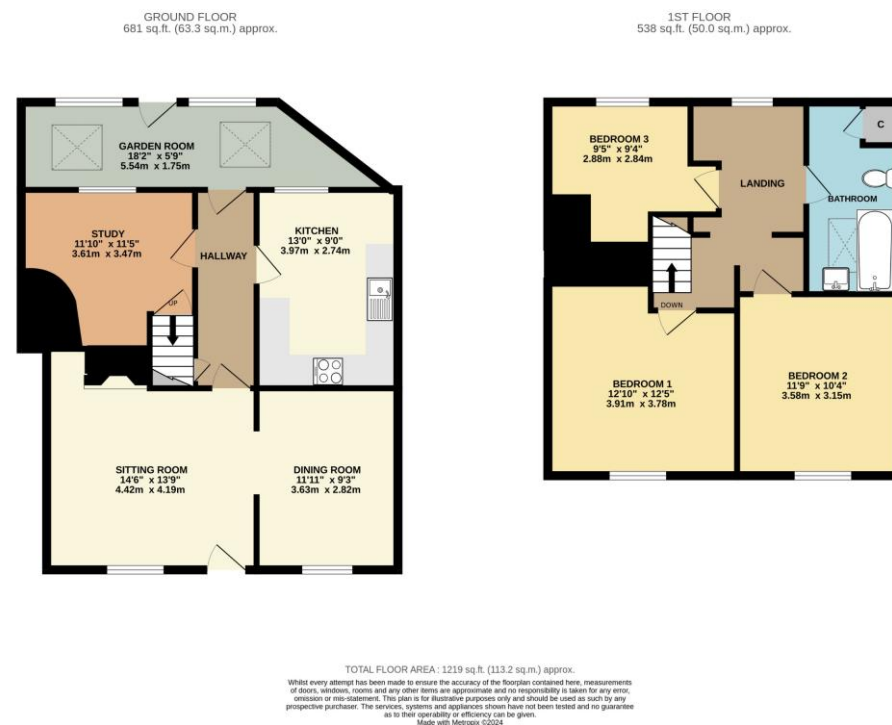 GROUND FLOOR
681 sq.ft. (63.3 sq.m.) approx.
GARDEN ROOM
18'2" x 5'9"
5.54m x 1.75m
STUDY
11'10" x 11'5"
3.61m x 3.47m
HALLWAY
KITCHEN
13'0" x 9'0"
3.97m x 2.74m
UP
SITTING ROOM
14'6" x 13'9"
4.42m x 4.19m
DINING ROOM
11'11" x 9'3"
3.63m x 2.82m
1ST FLOOR
538 sq.ft. (50.0 sq.m.) approx.
BEDROOM 3
9'5" x 9'4"
2.88m x 2.84m
LANDING
C
BATHROOM
DOWN
BEDROOM 1
12'10" x 12'5"
3.91m x 3.78m
BEDROOM 2
11'9" x 10'4"
3.58m x 3.15m
TOTAL FLOOR AREA : 1219 sq.ft. (113.2 sq.m.) approx.
Whilst every attempt has been made to ensure the accuracy of the floorplan contained here, measurements
of doors, windows, rooms and any other items are approximate and no responsibility is taken for any error,
omission or mis-statement. This plan is for illustrative purposes only and should be used as such by any
prospective purchaser. The services, systems and appliances shown have not been tested and no guarantee
as to their operability or efficiency can be given.
Made with Metropix ©2024